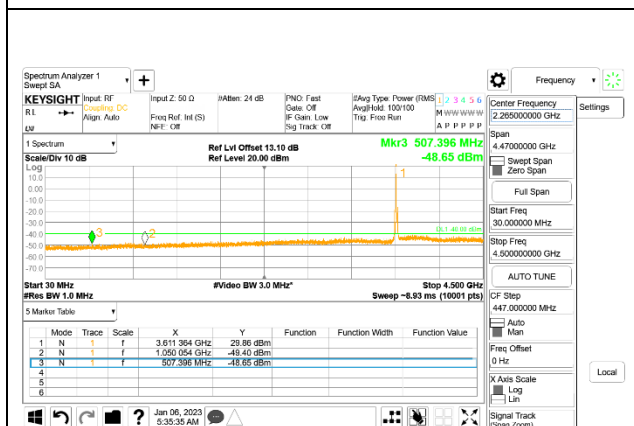 Spectrum Analyzer 1
Swept SA
Frequency
KEYSIGHT
R L
Input: RF
Coupling: DC
Align: Auto
Input Z: 50 Ω
Freq Ref: Int (S)
NFE: Off
#Atten: 24 dB
PNO: Fast
Gate: Off
IF Gain: Low
Sig Track: Off
#Avg Type: Power (RMS)
Avg|Hold: 100/100
Trig: Free Run
1 2 3 4 5 6
M W W W W W
A P P P P P
Center Frequency
2.265000000 GHz
Settings
Span
4.47000000 GHz
Swept Span
Zero Span
Full Span
Start Freq
30.000000 MHz
Stop Freq
4.500000000 GHz
AUTO TUNE
CF Step
447.000000 MHz
Auto
Man
Freq Offset
0 Hz
X Axis Scale
Log
Lin
Signal Track
(Span Zoom)
Local
1 Spectrum
Scale/Div 10 dB
Ref Lvl Offset 13.10 dB
Ref Level 20.00 dBm
Mkr3 507.396 MHz
-48.65 dBm
Log
10.0
0.00
-10.0
-20.0
-30.0
-40.0
-50.0
-60.0
-70.0
1
2
3
Start 30 MHz
#Video BW 3.0 MHz*
Stop 4.500 GHz
#Res BW 1.0 MHz
Sweep ~8.93 ms (10001 pts)
5 Marker Table
Mode Trace Scale X Y Function Function Width Function Value
1 N 1 f 3.611 364 GHz 29.86 dBm
2 N 1 f 1.050 054 GHz -49.40 dBm
3 N 1 f 507.396 MHz -48.65 dBm
4
5
6
?
Jan 06, 2023
5:35:35 AM